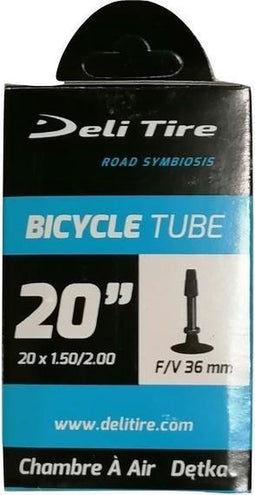 Deli Tire
ROAD SYMBIOSIS
BICYCLE TUBE
20"
20 x 1.50/2.00
F/V 36 mm
www.delitire.com
Chambre À Air Dętka